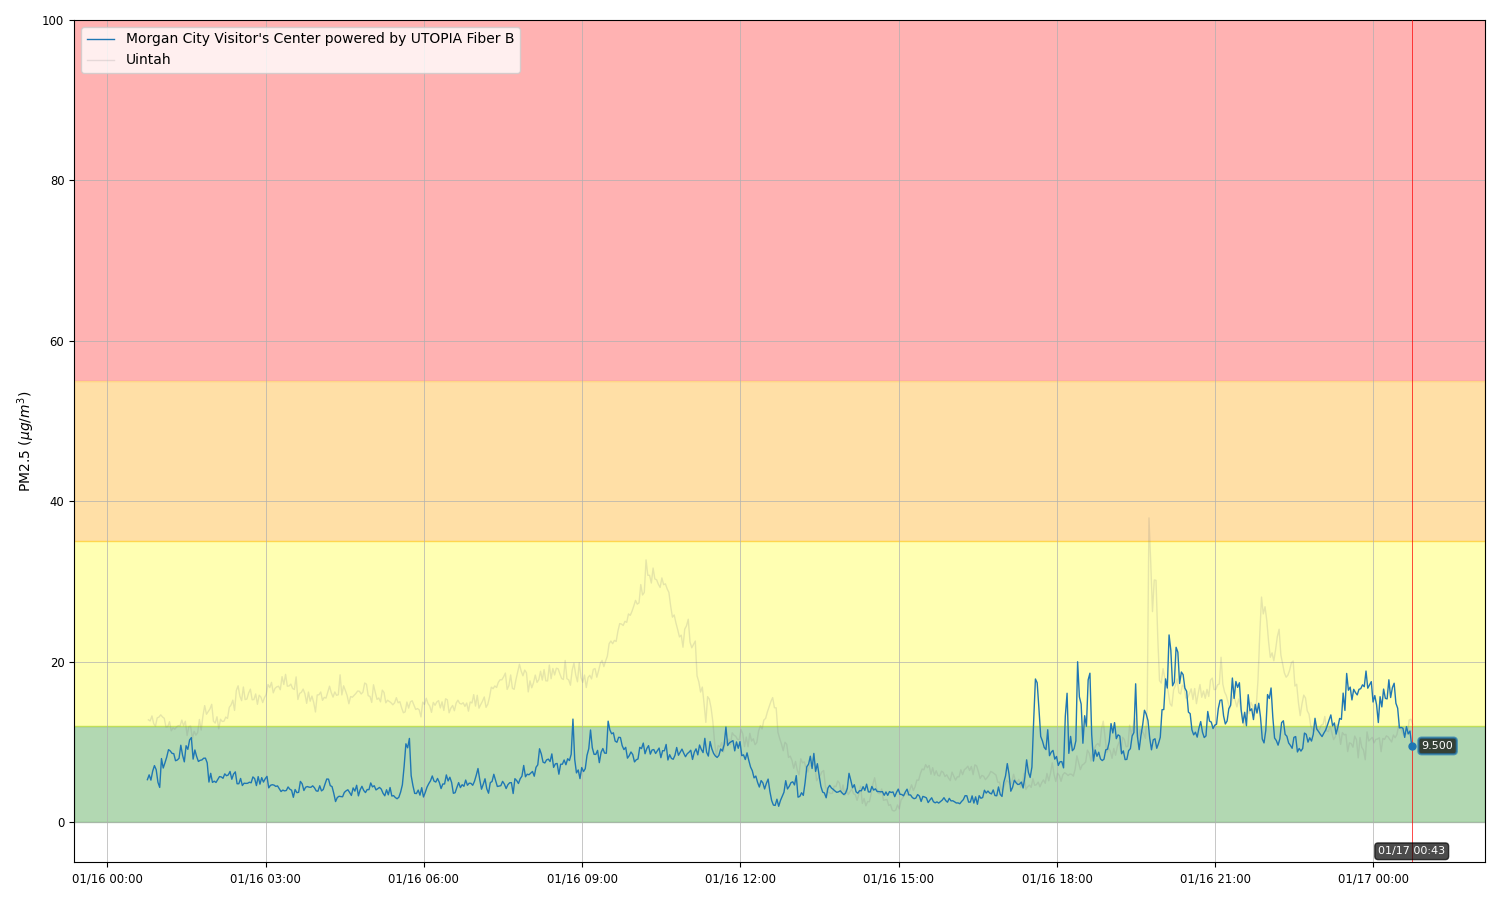 100
Morgan City Visitor's Center powered by UTOPIA Fiber B
Uintah
80
60
PM2.5 (μg/m³)
40
20
9.500
0
01/17 00:43
01/16 00:00 01/16 03:00 01/16 06:00 01/16 09:00 01/16 12:00 01/16 15:00 01/16 18:00 01/16 21:00 01/17 00:00